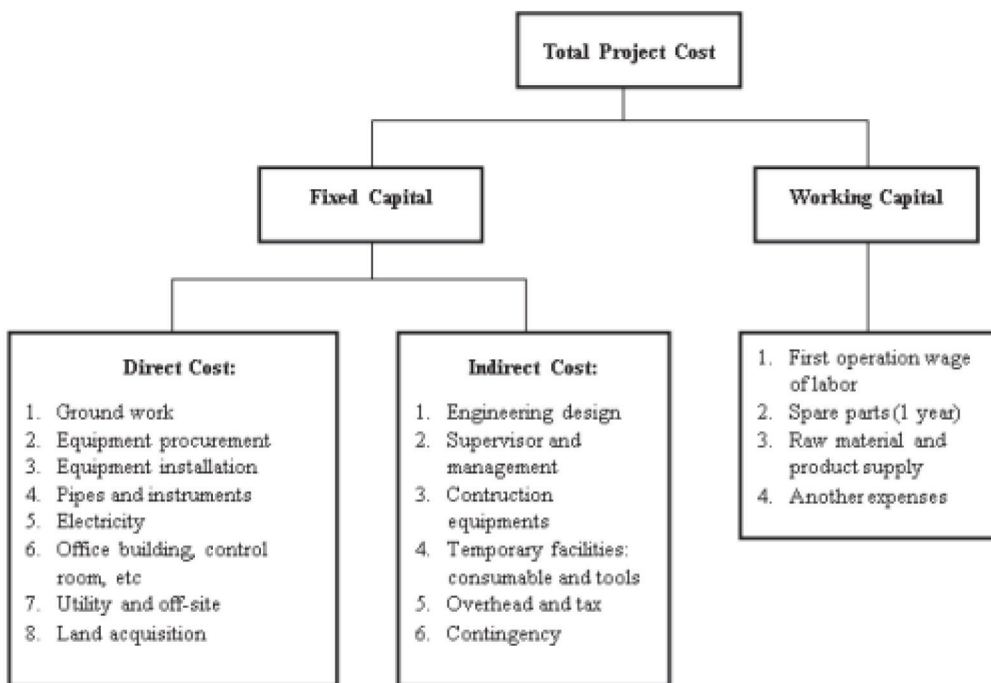 Total Project Cost
Fixed Capital
Working Capital
Direct Cost:
1. Ground work
2. Equipment procurement
3. Equipment installation
4. Pipes and instruments
5. Electricity
6. Office building, control
room, etc
7. Utility and off-site
8. Land acquisition
Indirect Cost:
1. Engineering design
2. Supervisor and
management
3. Contruction
equipments
4. Temporary facilities:
consumable and tools
5. Overhead and tax
6. Contingency
1. First operation wage
of labor
2. Spare parts (1 year)
3. Raw material and
product supply
4. Another expenses